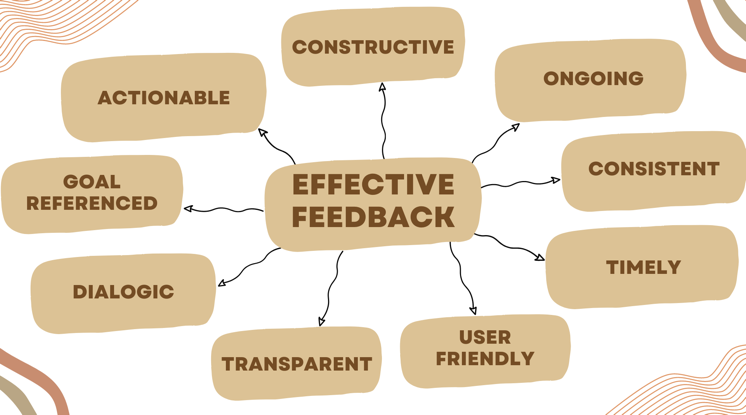 CONSTRUCTIVE
ACTIONABLE
ONGOING
GOAL
REFERENCED
EFFECTIVE
FEEDBACK
CONSISTENT
DIALOGIC
TIMELY
TRANSPARENT
USER
FRIENDLY